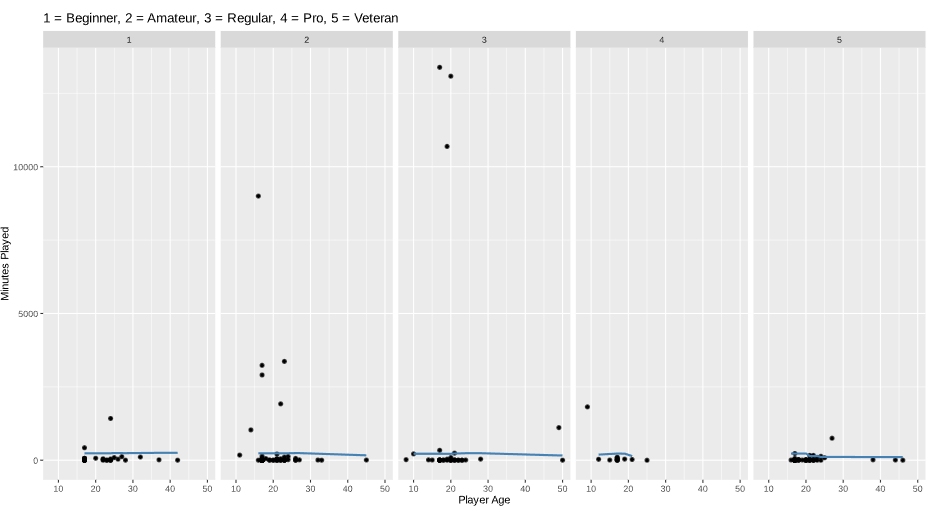 1 = Beginner, 2 = Amateur, 3 = Regular, 4 = Pro, 5 = Veteran
1 2 3 4 5
10000
5000
0
Minutes Played
10 20 30 40 50 10 20 30 40 50 10 20 30 40 50 10 20 30 40 50 10 20 30 40 50
Player Age